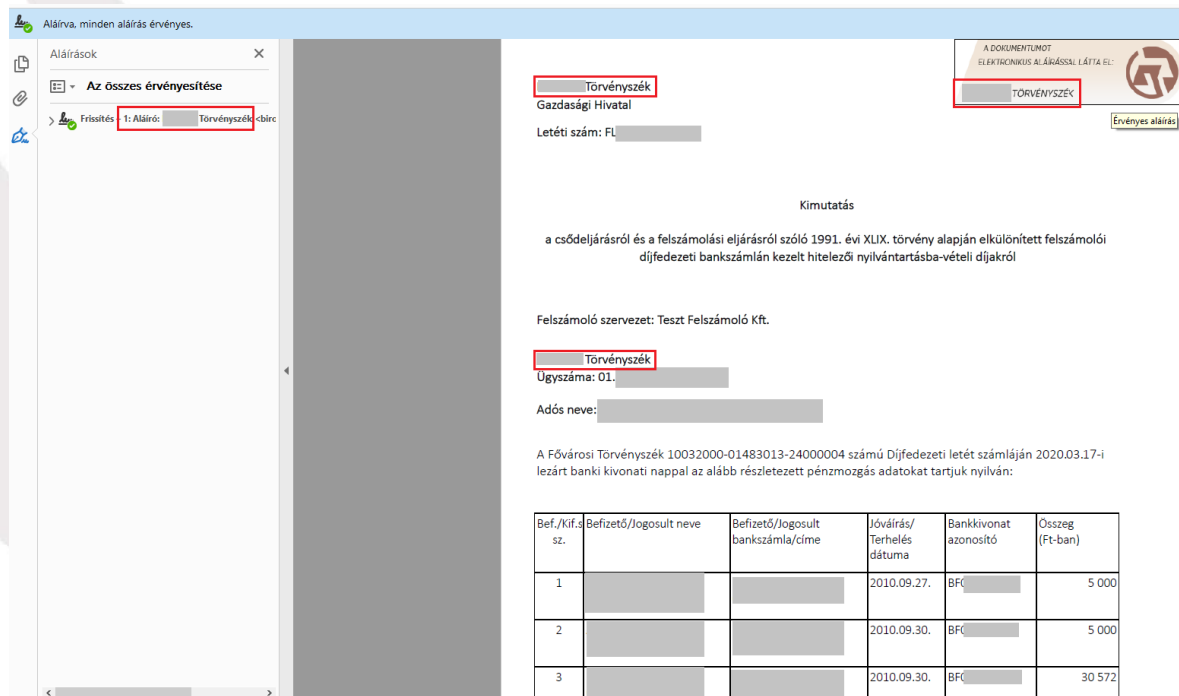 Aláírva, minden aláírás érvényes.
Aláírások
Az összes érvényesítése
Frissítés - 1: Aláíró: Törvényszék <birc
A DOKUMENTUMOT
ELEKTRONIKUS ALÁÍRÁSSAL LÁTTA EL:
TÖRVÉNYSZÉK
Érvényes aláírás
Törvényszék
Gazdasági Hivatal
Letéti szám: FL
Kimutatás
a csődeljárásról és a felszámolási eljárásról szóló 1991. évi XLIX. törvény alapján elkülönített felszámolói
díjfedezeti bankszámlán kezelt hitelezői nyilvántartásba-vételi díjakról
Felszámoló szervezet: Teszt Felszámoló Kft.
Törvényszék
Ügyszáma: 01.
Adós neve:
A Fővárosi Törvényszék 10032000-01483013-24000004 számú Díjfedezeti letét számláján 2020.03.17-i
lezárt banki kivonati nappal az alább részletezett pénzmozgás adatokat tartjuk nyilván:
Bef./Kif.s Befizető/Jogosult neve Befizető/Jogosult Jóváírás/ Bankkivonat Összeg
sz. bankszámla/címe Terhelés azonosító (Ft-ban)
dátuma
1 2010.09.27. BF0 5 000
2 2010.09.30. BF0 5 000
3 2010.09.30. BF0 30 572